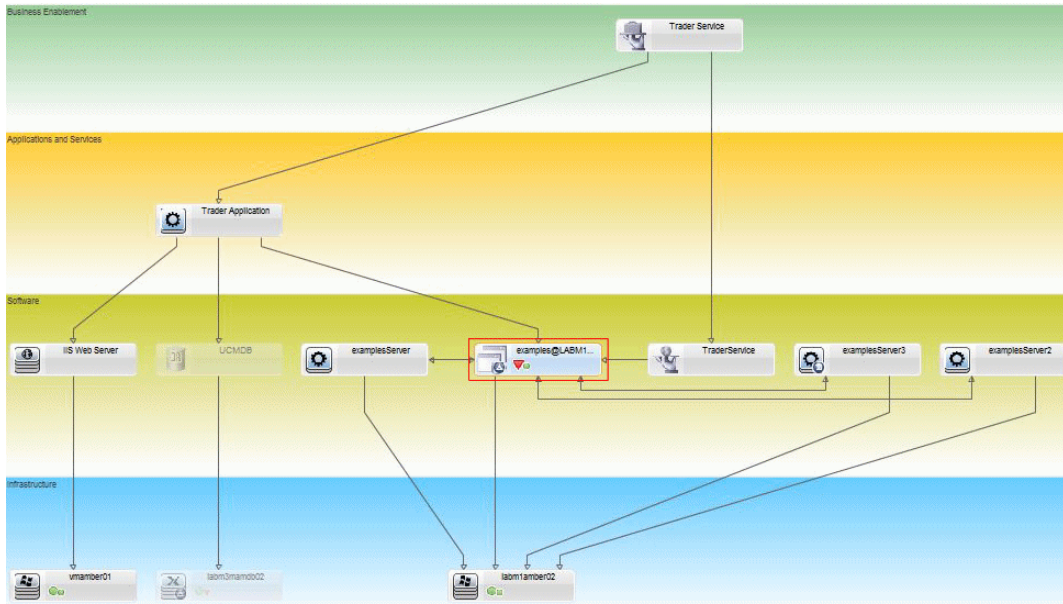 Business Enablement
Trader Service
Applications and Services
Trader Application
Software
IIS Web Server
UCMDB
examplesServer
examples@LABM1...
TraderService
examplesServer3
examplesServer2
Infrastructure
vmamber01
labm3mamdb02
labm1amber02